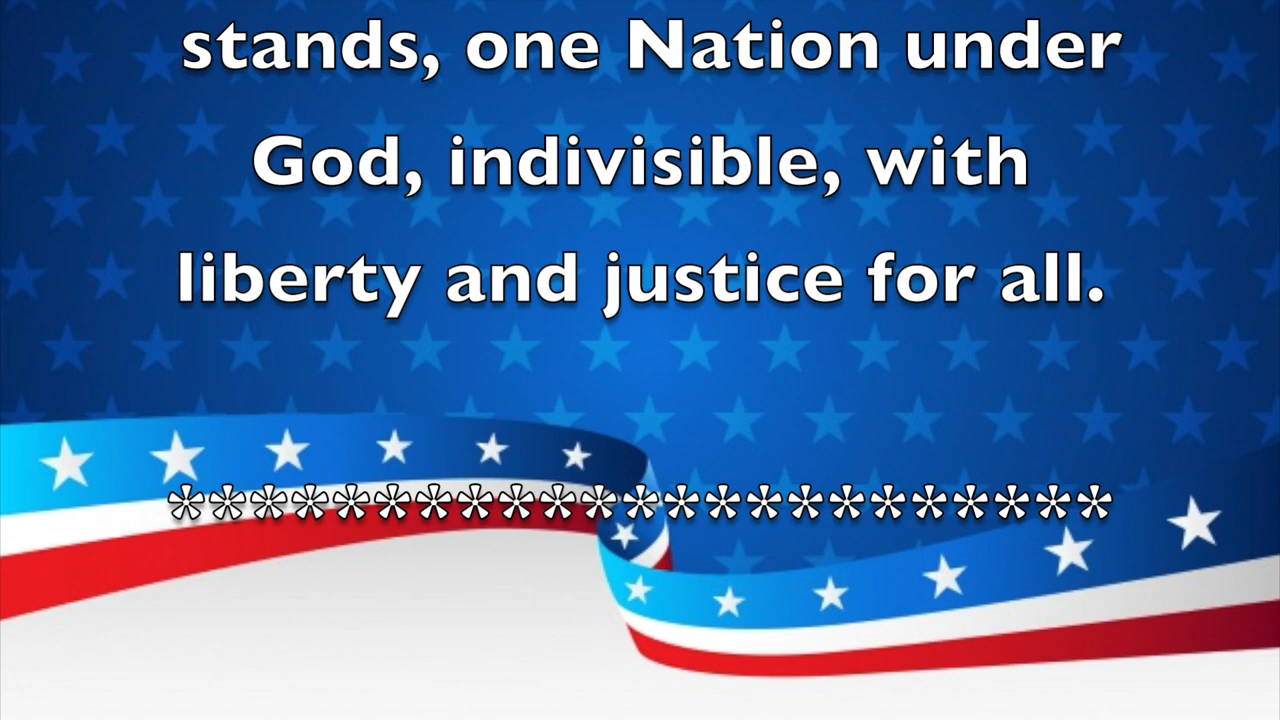 stands, one Nation under
God, indivisible, with
liberty and justice for all.
***********************